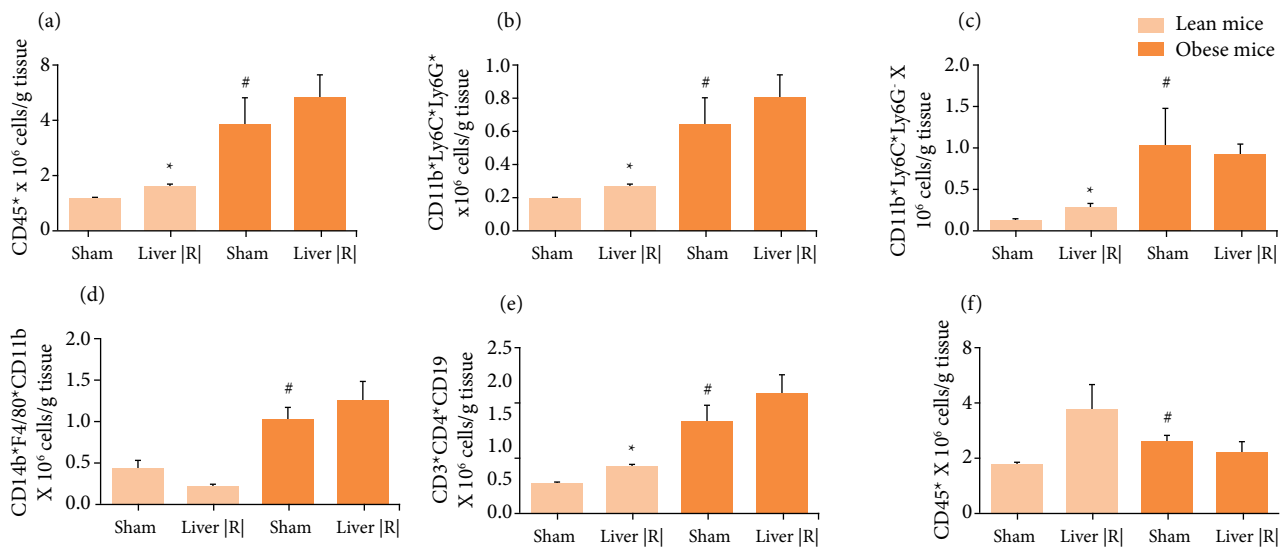 (a)
CD45* x 10⁶ cells/g tissue
8
4
2
0
*
#
Sham
Liver |R|
Sham
Liver |R|
(b)
CD11b*Ly6C*Ly6G*
x10⁶ cells/g tissue
1.0
0.8
0.6
0.4
0.2
0.0
*
#
Sham
Liver |R|
Sham
Liver |R|
(c)
Lean mice
Obese mice
CD11b*Ly6C*Ly6G⁻ X
10⁶ cells/g tissue
2.0
1.5
1.0
0.5
0.0
*
#
Sham
Liver |R|
Sham
Liver |R|
(d)
CD14b*F4/80*CD11b
X 10⁶ cells/g tissue
2.0
1.5
1.0
0.5
0.0
#
Sham
Liver |R|
Sham
Liver |R|
(e)
CD3*CD4*CD19
X 10⁶ cells/g tissue
2.5
2.0
1.5
1.0
0.5
0.0
*
#
Sham
Liver |R|
Sham
Liver |R|
(f)
CD45* X 10⁶ cells/g tissue
8
4
2
0
#
Sham
Liver |R|
Sham
Liver |R|